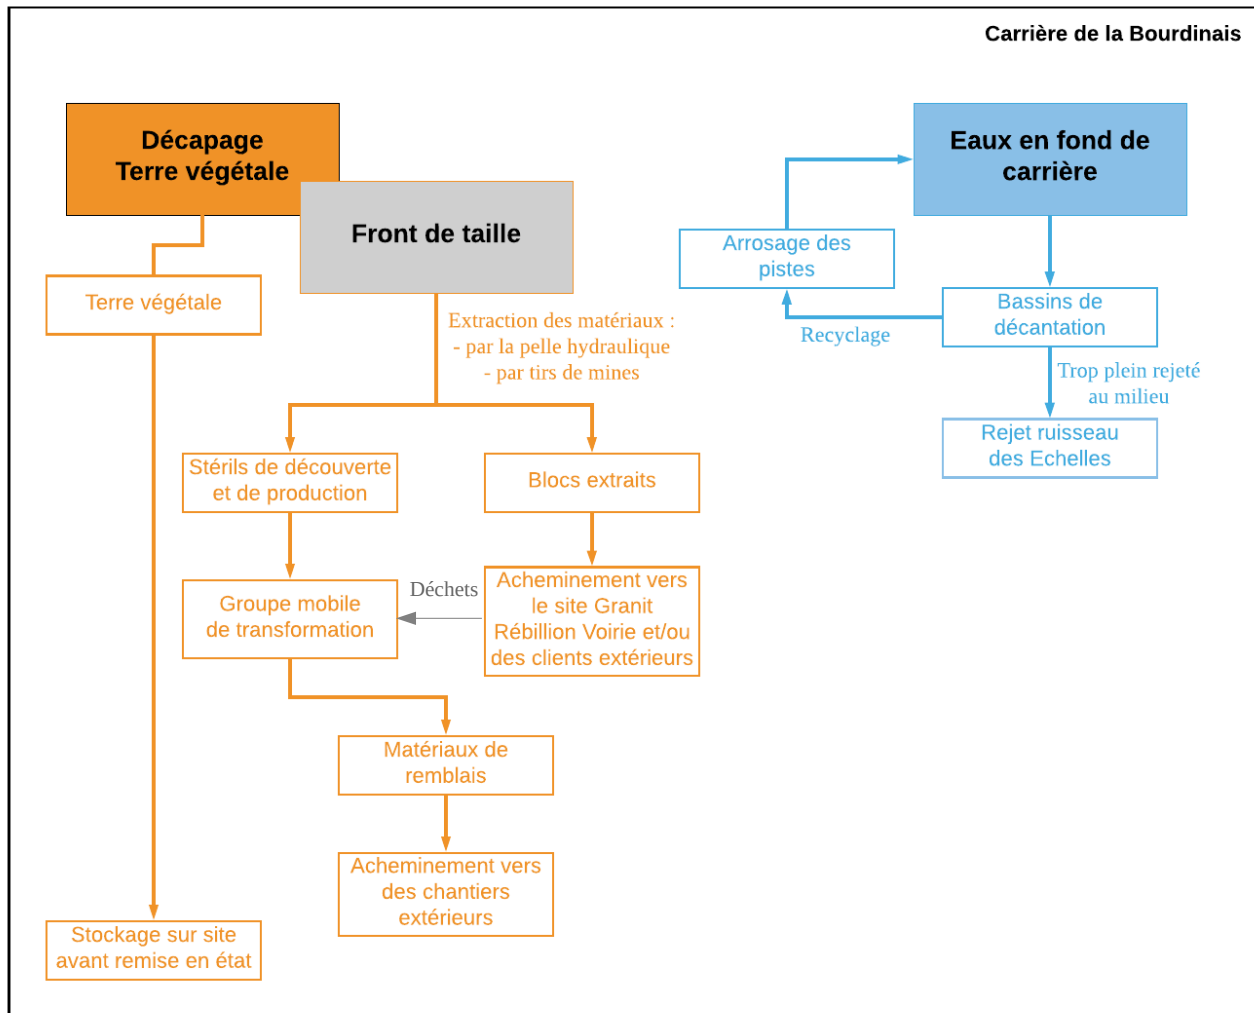 Carrière de la Bourdinais
Décapage
Terre végétale
Front de taille
Terre végétale
Extraction des matériaux :
- par la pelle hydraulique
- par tirs de mines
Stérils de découverte
et de production
Blocs extraits
Groupe mobile
de transformation
Déchets
Acheminement vers
le site Granit
Rébillion Voirie et/ou
des clients extérieurs
Matériaux de
remblais
Acheminement vers
des chantiers
extérieurs
Stockage sur site
avant remise en état
Eaux en fond de
carrière
Arrosage des
pistes
Bassins de
décantation
Recyclage
Trop plein rejeté
au milieu
Rejet ruisseau
des Echelles